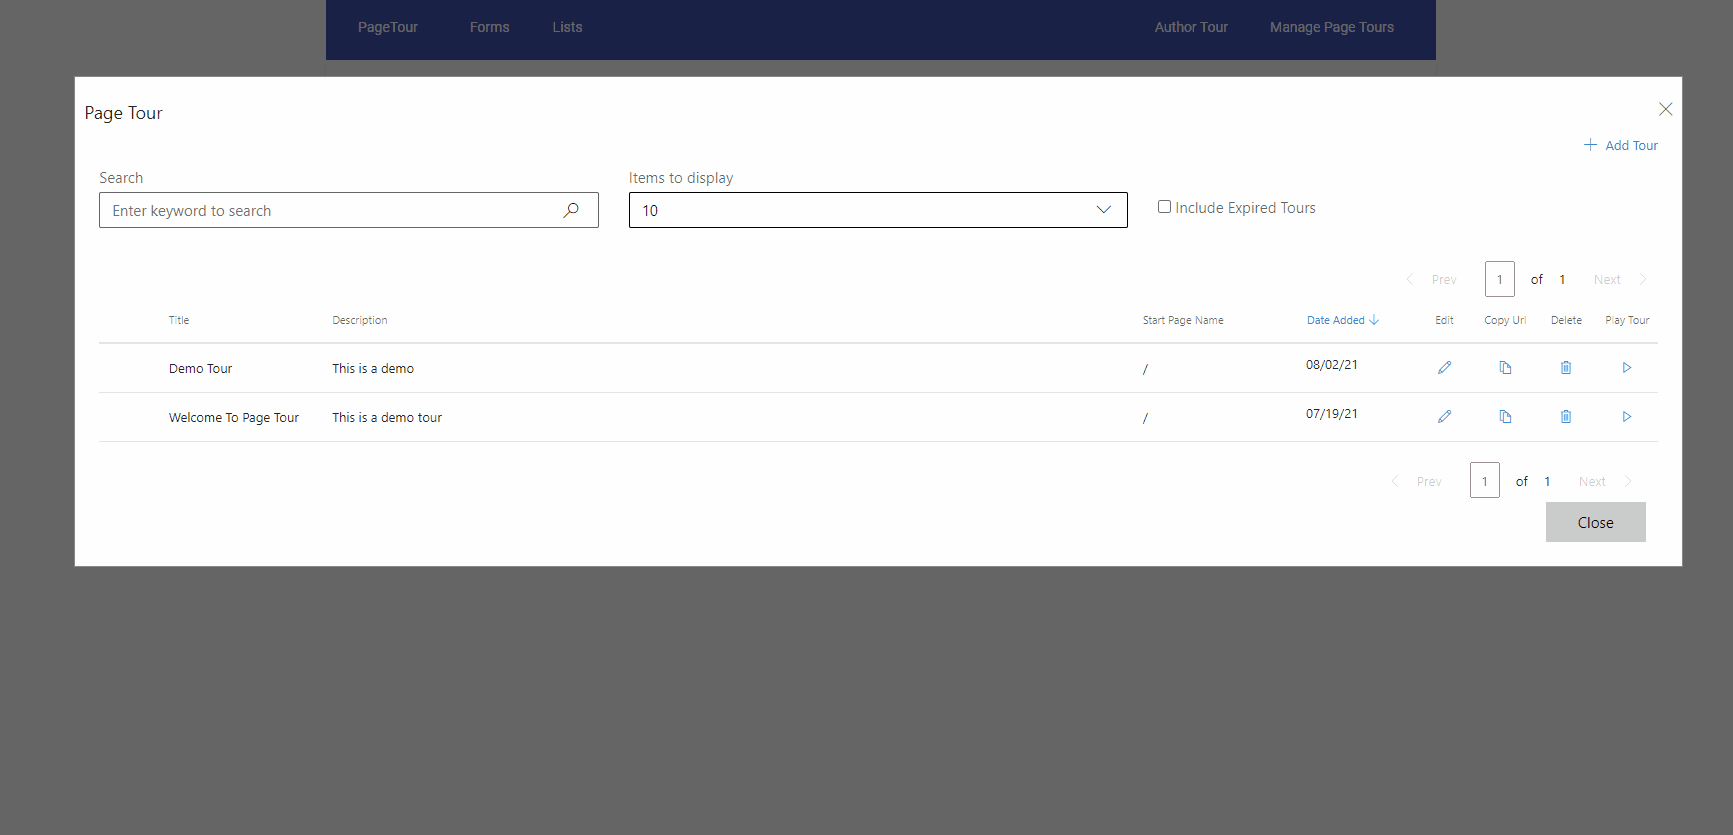 PageTour Forms Lists Author Tour Manage Page Tours
Page Tour
Add Tour
Search Items to display
Enter keyword to search 10 Include Expired Tours
Prev 1 of 1 Next
Title Description Start Page Name Date Added Edit Copy Url Delete Play Tour
Demo Tour This is a demo / 08/02/21
Welcome To Page Tour This is a demo tour / 07/19/21
Prev 1 of 1 Next
Close